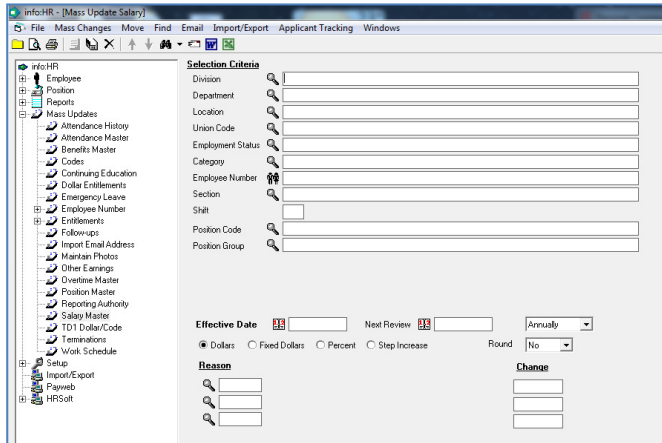 info:HR - [Mass Update Salary]
File Mass Changes Move Find Email Import/Export Applicant Tracking Windows
info:HR
Employee
Position
Reports
Mass Updates
Attendance History
Attendance Master
Benefits Master
Codes
Continuing Education
Dollar Entitlements
Emergency Leave
Employee Number
Entitlements
Follow-ups
Import Email Address
Maintain Photos
Other Earnings
Overtime Master
Position Master
Reporting Authority
Salary Master
TD1 Dollar/Code
Terminations
Work Schedule
Setup
Import/Export
Payweb
HRSoft
Selection Criteria
Division
Department
Location
Union Code
Employment Status
Category
Employee Number
Section
Shift
Position Code
Position Group
Effective Date Next Review Annually
Dollars Fixed Dollars Percent Step Increase Round No
Reason Change